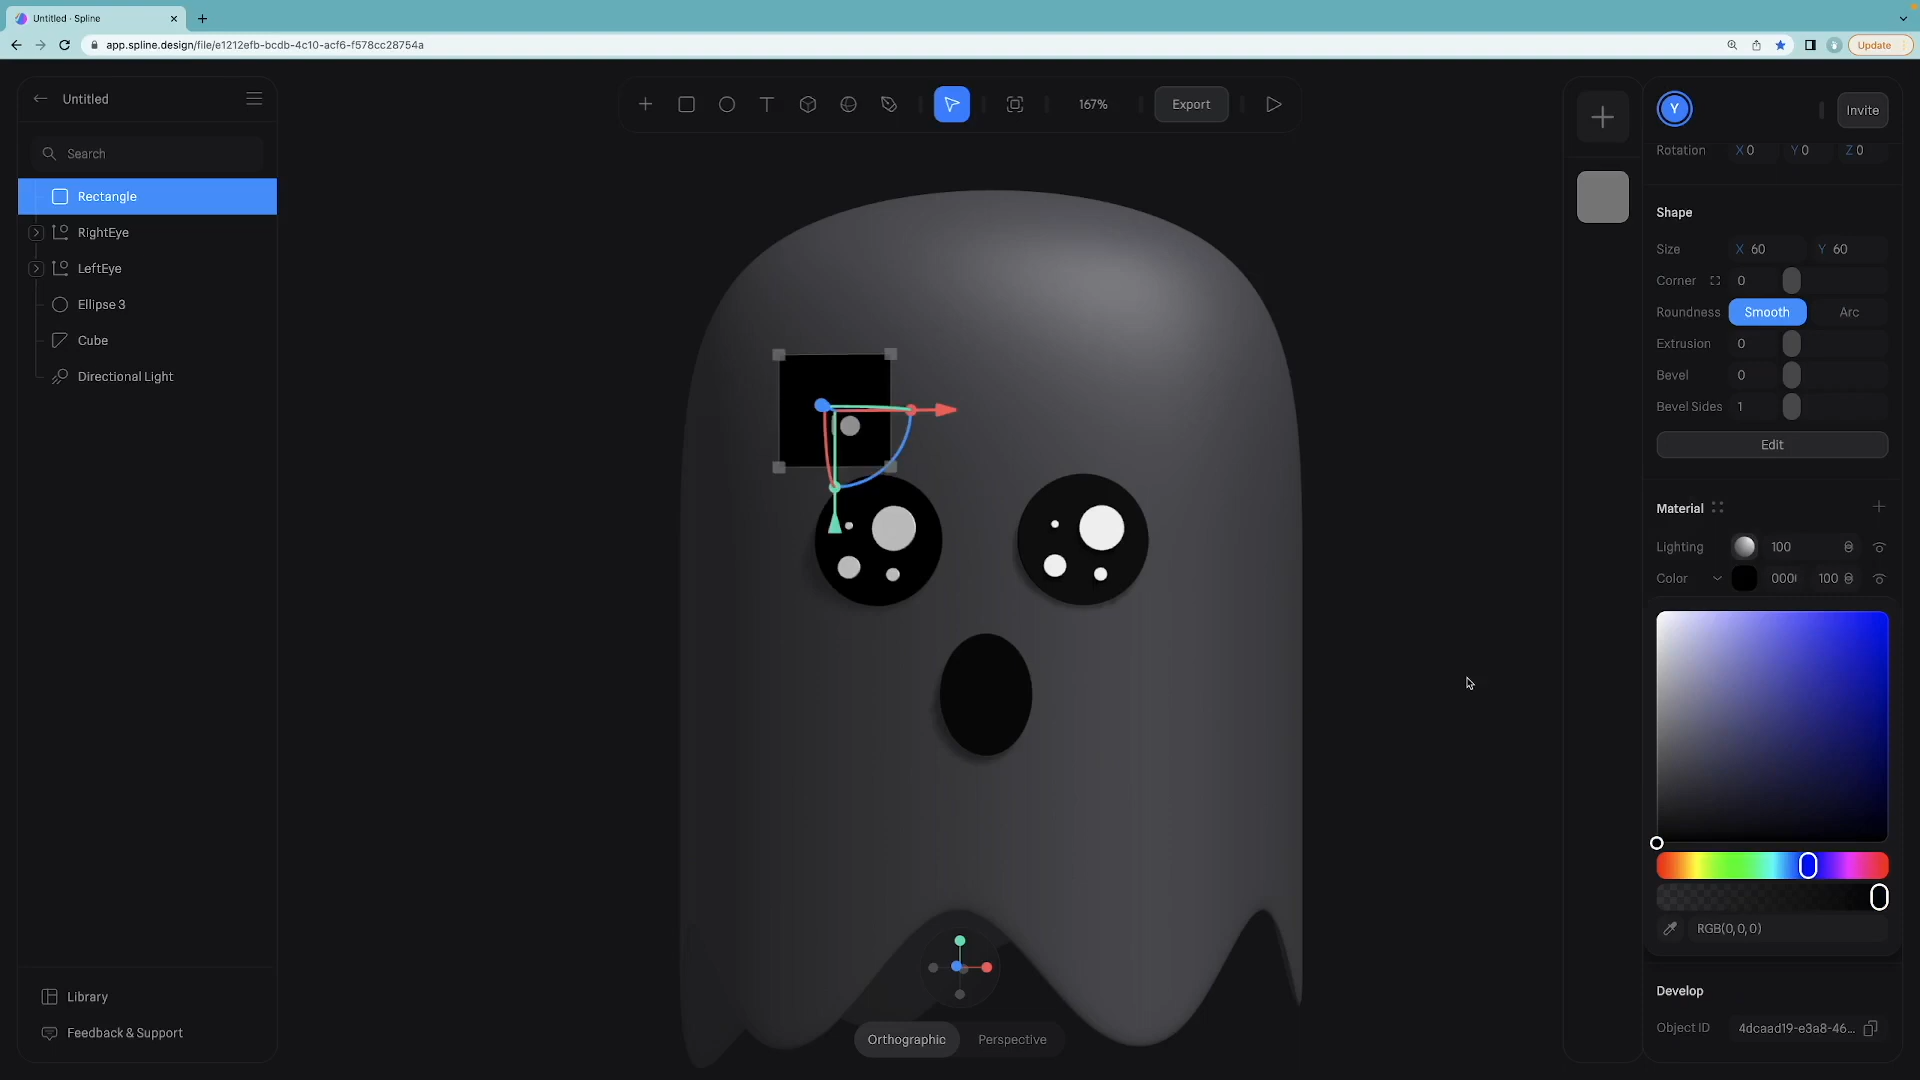 Untitled - Spline
app.spline.design/file/e1212efb-bcdb-4c10-acf6-f578cc28754a
Update
Untitled
167%
Export
Y
Invite
Search
Rotation X 0 Y 0 Z 0
Rectangle
RightEye
LeftEye
Ellipse 3
Cube
Directional Light
Shape
Size X 60 Y 60
Corner 0
Roundness Smooth Arc
Extrusion 0
Bevel 0
Bevel Sides 1
Edit
Material
Lighting 100
Color 000 100
RGB(0,0,0)
Develop
Object ID 4dcaad19-e3a8-46...
Library
Feedback & Support
Orthographic Perspective